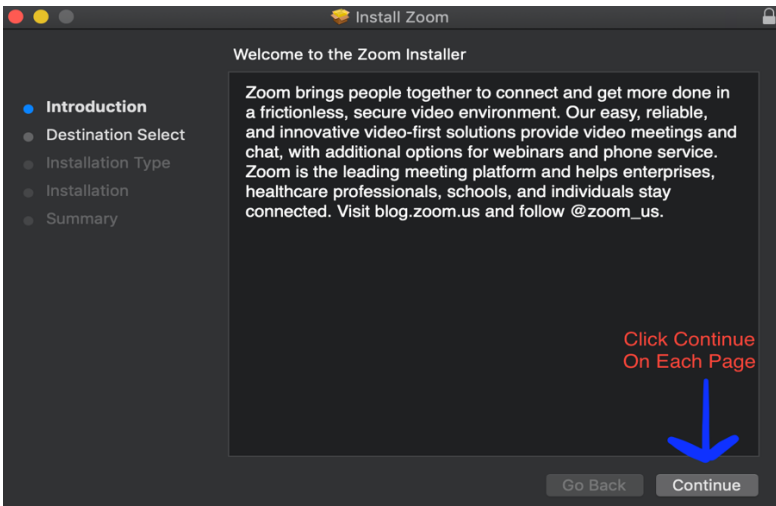 Install Zoom
Welcome to the Zoom Installer
Introduction
Destination Select
Installation Type
Installation
Summary
Zoom brings people together to connect and get more done in
a frictionless, secure video environment. Our easy, reliable,
and innovative video-first solutions provide video meetings and
chat, with additional options for webinars and phone service.
Zoom is the leading meeting platform and helps enterprises,
healthcare professionals, schools, and individuals stay
connected. Visit blog.zoom.us and follow @zoom_us.
Click Continue
On Each Page
Go Back
Continue